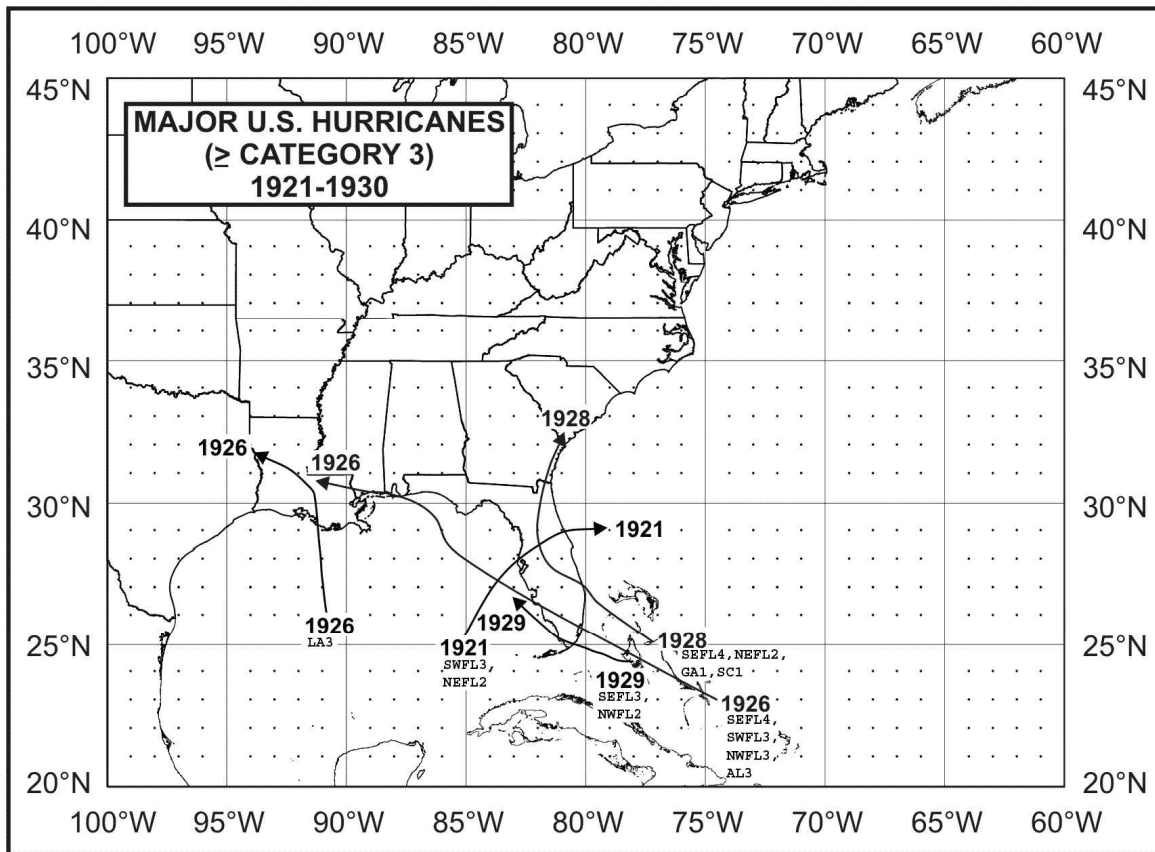 100°W 95°W 90°W 85°W 80°W 75°W 70°W 65°W 60°W
45°N 45°N
MAJOR U.S. HURRICANES
(≥ CATEGORY 3)
1921-1930
40°N 40°N
35°N 35°N
1928
1926
1926
30°N 30°N
1921
1926
LA3
1929
25°N 25°N
1921
SWFL3,
NEFL2
1928
SEFL4,NEFL2,
GA1,SC1
1929
SEFL3,
NWFL2
1926
SEFL4,
SWFL3,
NWFL3,
AL3
20°N 20°N
100°W 95°W 90°W 85°W 80°W 75°W 70°W 65°W 60°W